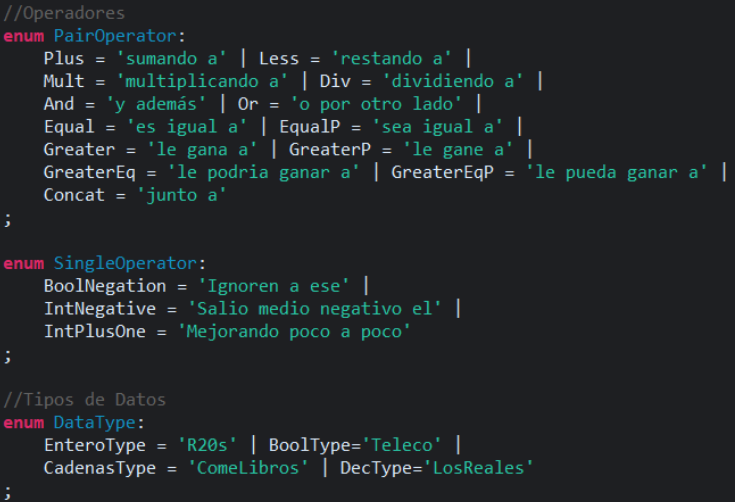 //Operadores
enum PairOperator:
    Plus = 'sumando a' | Less = 'restando a' |
    Mult = 'multiplicando a' | Div = 'dividiendo a' |
    And = 'y además' | Or = 'o por otro lado' |
    Equal = 'es igual a' | EqualP = 'sea igual a' |
    Greater = 'le gana a' | GreaterP = 'le gane a' |
    GreaterEq = 'le podria ganar a' | GreaterEqP = 'le pueda ganar a' |
    Concat = 'junto a'
;
enum SingleOperator:
    BoolNegation = 'Ignoren a ese' |
    IntNegative = 'Salio medio negativo el' |
    IntPlusOne = 'Mejorando poco a poco'
;
//Tipos de Datos
enum DataType:
    EnteroType = 'R20s' | BoolType='Teleco' |
    CadenasType = 'ComeLibros' | DecType='LosReales'
;